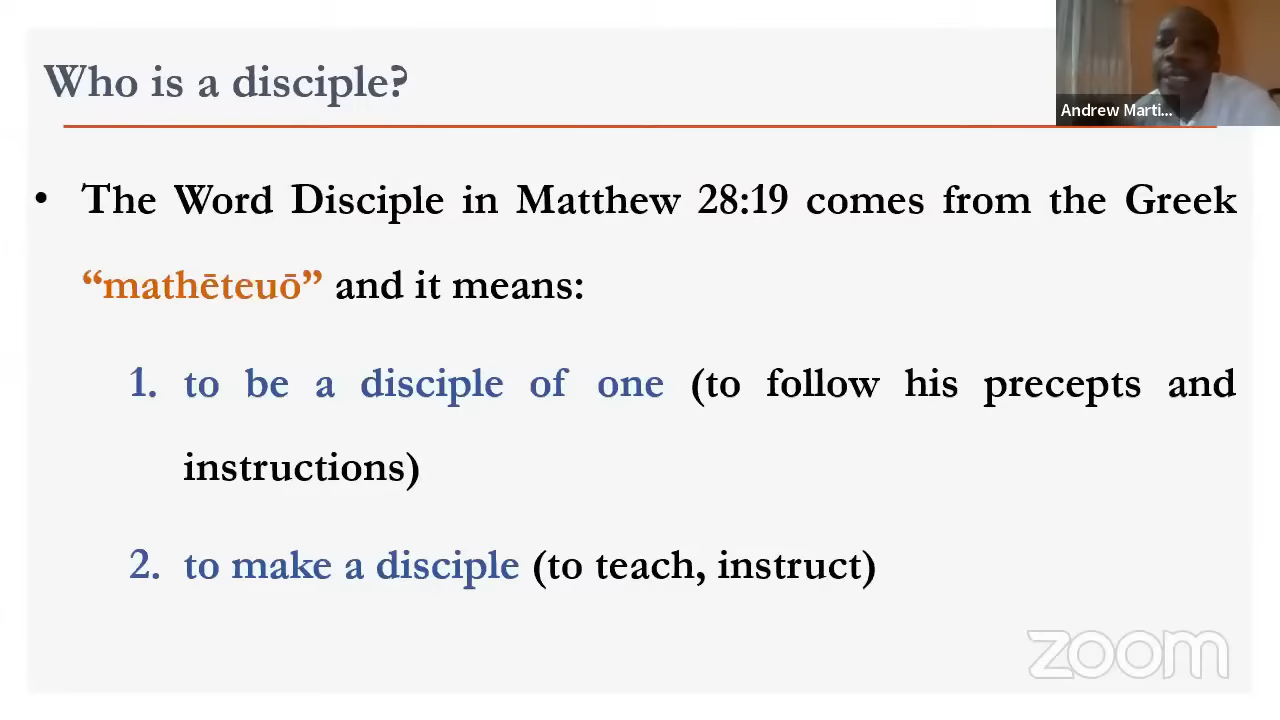 Who is a disciple?
Andrew Marti...
• The Word Disciple in Matthew 28:19 comes from the Greek
“mathēteuō” and it means:
1. to be a disciple of one (to follow his precepts and
instructions)
2. to make a disciple (to teach, instruct)
zoom